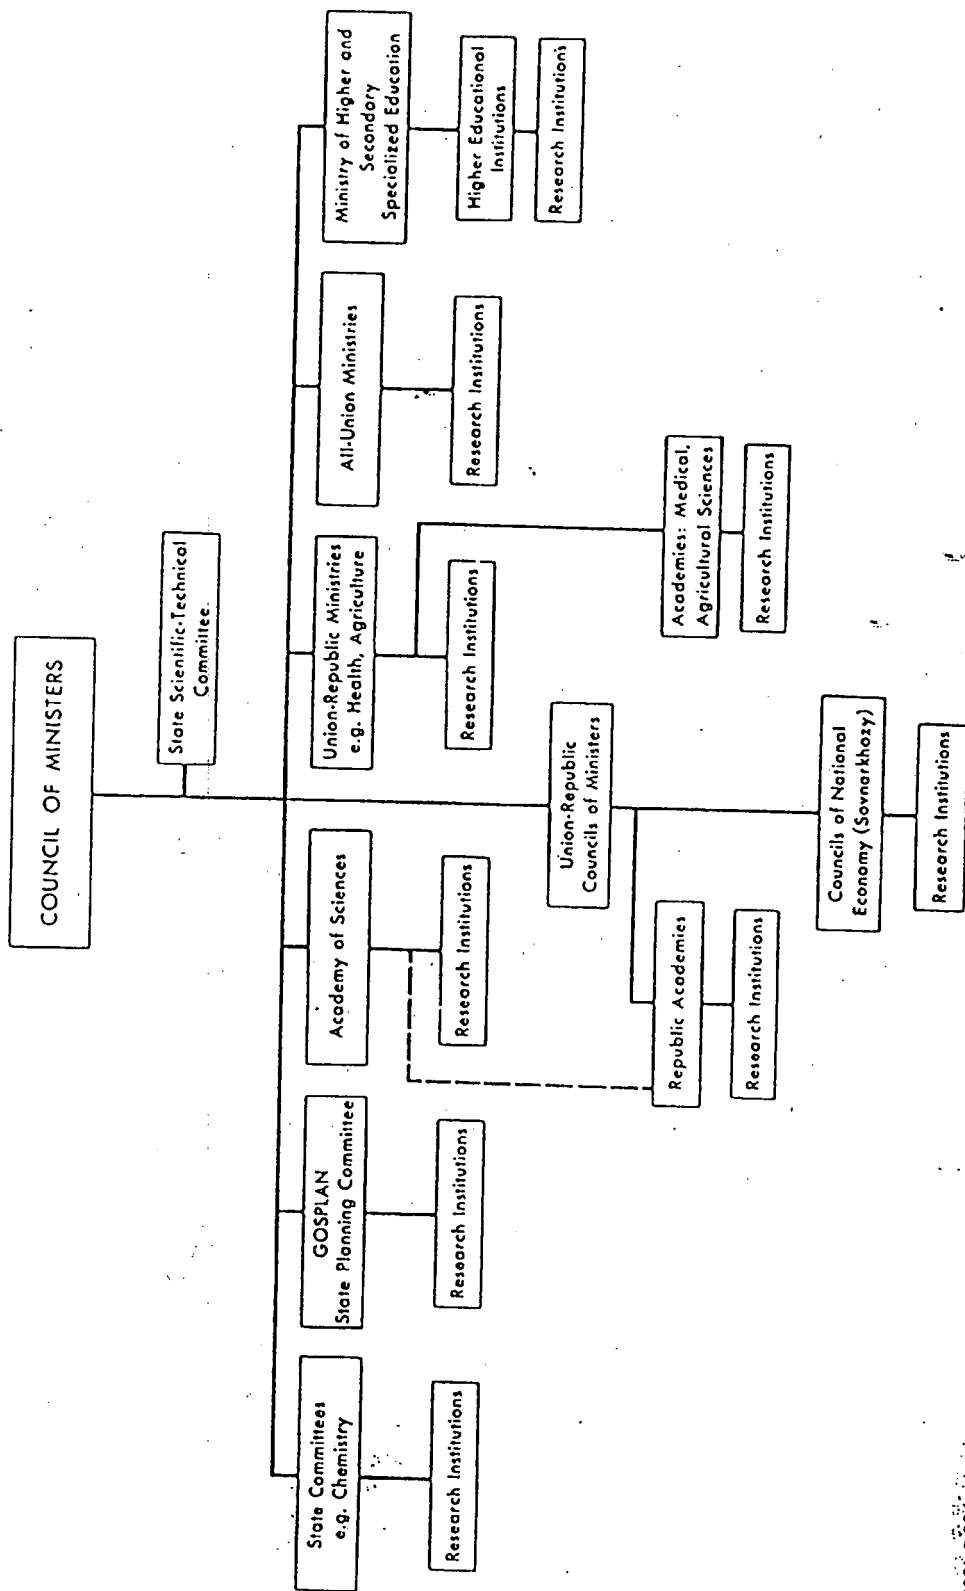 COUNCIL OF MINISTERS
State Scientific-Technical
Committee.
State Committees
e.g. Chemistry
Research Institutions
GOSPLAN
State Planning Committee
Research Institutions
Academy of Sciences
Research Institutions
Union-Republic Ministries
e.g. Health, Agriculture
Research Institutions
All-Union Ministries
Research Institutions
Ministry of Higher and
Secondary
Specialized Education
Higher Educational
Institutions
Research Institutions
Union-Republic
Councils of Ministers
Academies: Medical,
Agricultural Sciences
Research Institutions
Republic Academies
Research Institutions
Councils of National
Economy (Sovnarkhozy)
Research Institutions